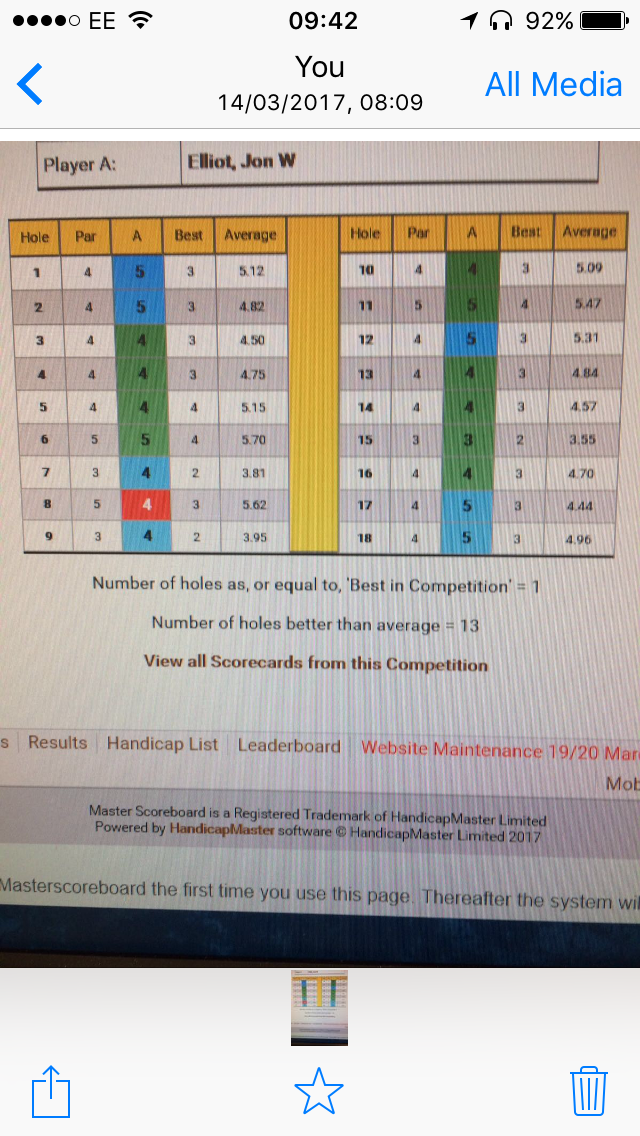 EE 09:42 92%
You
14/03/2017, 08:09
All Media
Player A: Elliot, Jon W
Hole Par A Best Average Hole Par A Best Average
1 4 5 3 5.12 10 4 4 3 5.09
2 4 5 3 4.82 11 5 5 4 5.47
3 4 4 3 4.50 12 4 5 3 5.31
4 4 4 3 4.75 13 4 4 3 4.84
5 4 4 4 5.15 14 4 4 3 4.57
6 5 5 4 5.70 15 3 3 2 3.55
7 3 4 2 3.81 16 4 4 3 4.70
8 5 4 3 5.62 17 4 5 3 4.44
9 3 4 2 3.95 18 4 5 3 4.96
Number of holes as, or equal to, 'Best in Competition' = 1
Number of holes better than average = 13
View all Scorecards from this Competition
s Results Handicap List Leaderboard Website Maintenance 19/20 Mar
Mob
Master Scoreboard is a Registered Trademark of HandicapMaster Limited
Powered by HandicapMaster software © HandicapMaster Limited 2017
Masterscoreboard the first time you use this page. Thereafter the system wil